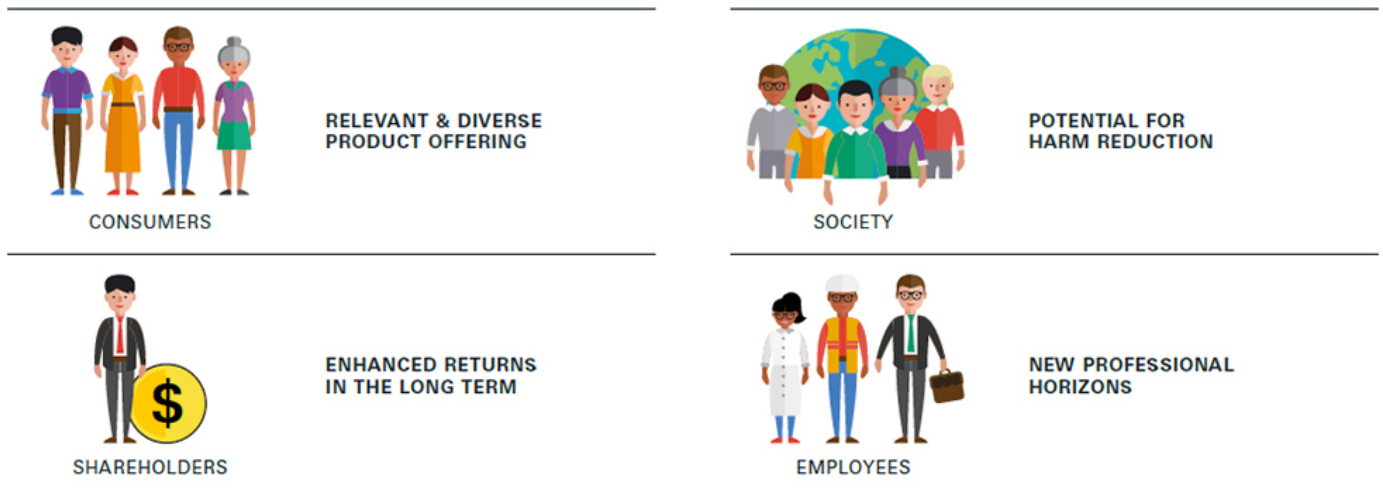 RELEVANT & DIVERSE
PRODUCT OFFERING
CONSUMERS
POTENTIAL FOR
HARM REDUCTION
SOCIETY
$
ENHANCED RETURNS
IN THE LONG TERM
SHAREHOLDERS
NEW PROFESSIONAL
HORIZONS
EMPLOYEES